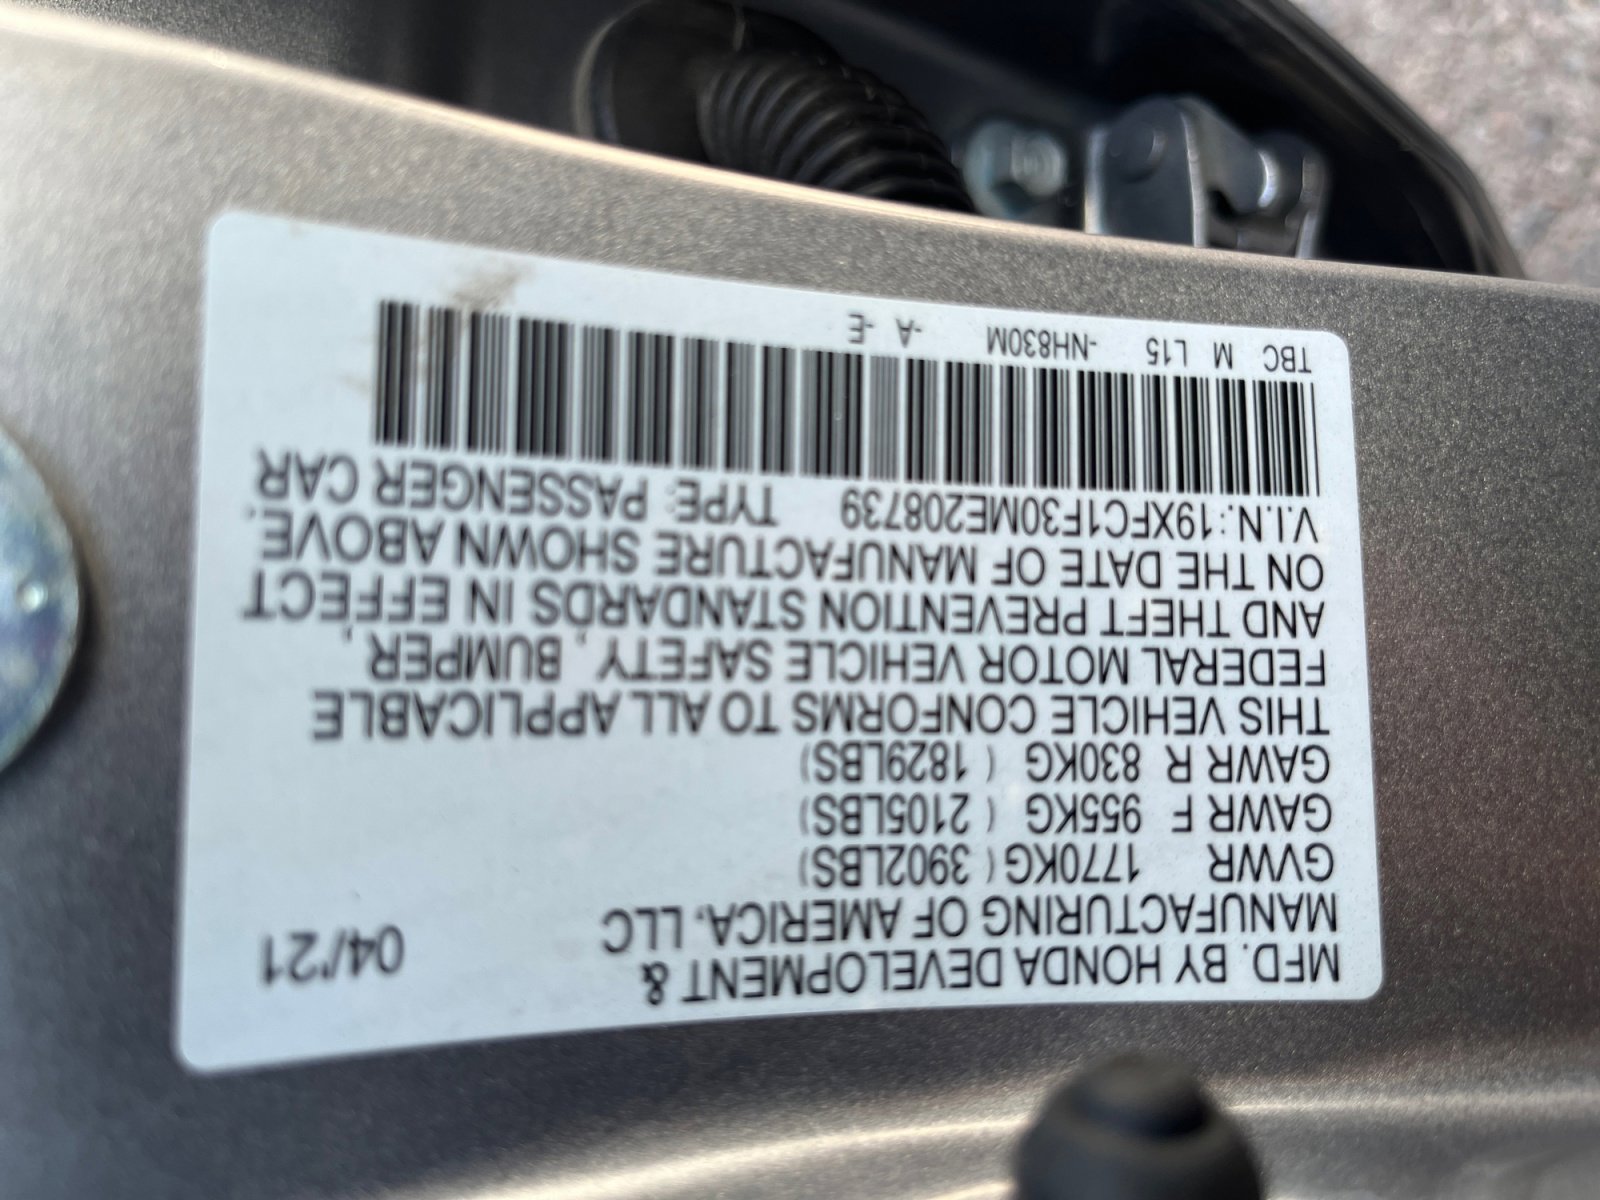 MFD. BY HONDA DEVELOPMENT &
MANUFACTURING OF AMERICA, LLC 04/'21
GVWR 1770KG ( 3902LBS)
GAWR F 955KG ( 2105LBS)
GAWR R 830KG ( 1829LBS)
THIS VEHICLE CONFORMS TO ALL APPLICABLE
FEDERAL MOTOR VEHICLE SAFETY, BUMPER,
AND THEFT PREVENTION STANDARDS IN EFFECT
ON THE DATE OF MANUFACTURE SHOWN ABOVE.
V.I.N.:19XFC1F30ME208739 TYPE: PASSENGER CAR
TBC M L15 -NH830M -A -E